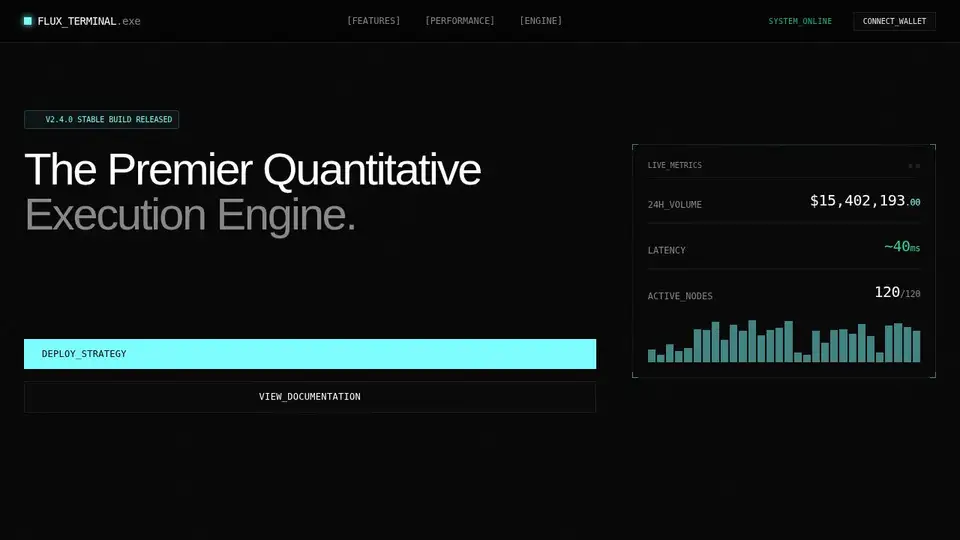 FLUX_TERMINAL.exe
[FEATURES]
[PERFORMANCE]
[ENGINE]
SYSTEM_ONLINE
CONNECT_WALLET
V2.4.0 STABLE BUILD RELEASED
The Premier Quantitative
Execution Engine.
DEPLOY_STRATEGY
VIEW_DOCUMENTATION
LIVE_METRICS
24H_VOLUME
$15,402,193.00
LATENCY
~40ms
ACTIVE_NODES
120/120